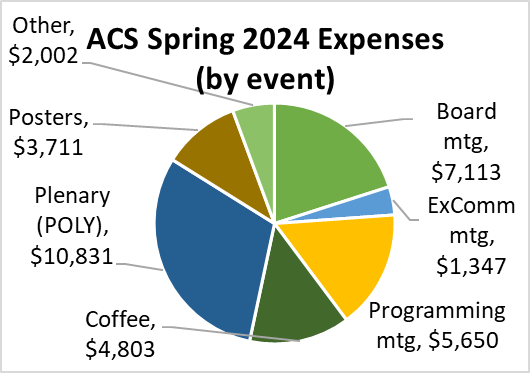 ACS Spring 2024 Expenses
(by event)
Other,
$2,002
Board
mtg,
$7,113
ExComm
mtg,
$1,347
Programming
mtg, $5,650
Coffee,
$4,803
Plenary
(POLY),
$10,831
Posters,
$3,711